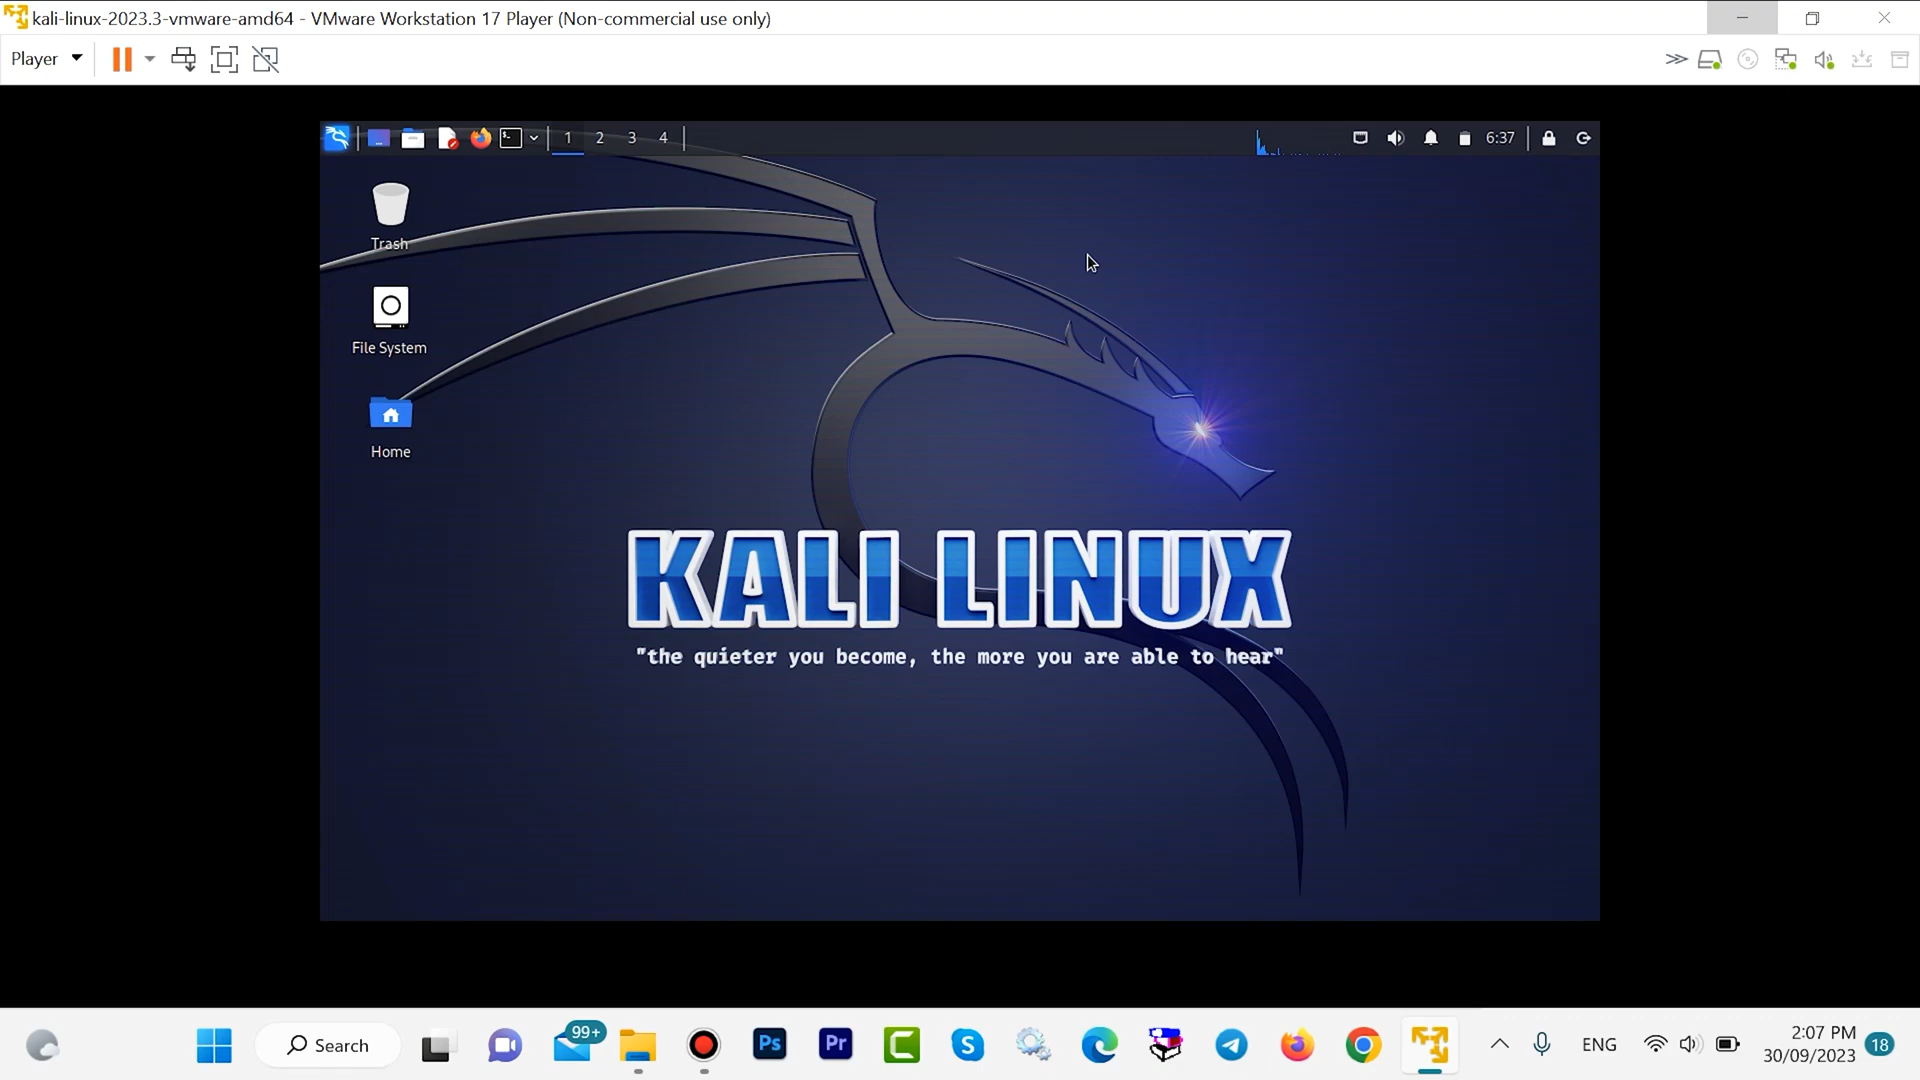 kali-linux-2023.3-vmware-amd64 - VMware Workstation 17 Player (Non-commercial use only)
Player
1 2 3 4
6:37
Trash
File System
Home
KALI LINUX
"the quieter you become, the more you are able to hear"
Search
99+
Ps
Pr
ENG
2:07 PM
30/09/2023
18